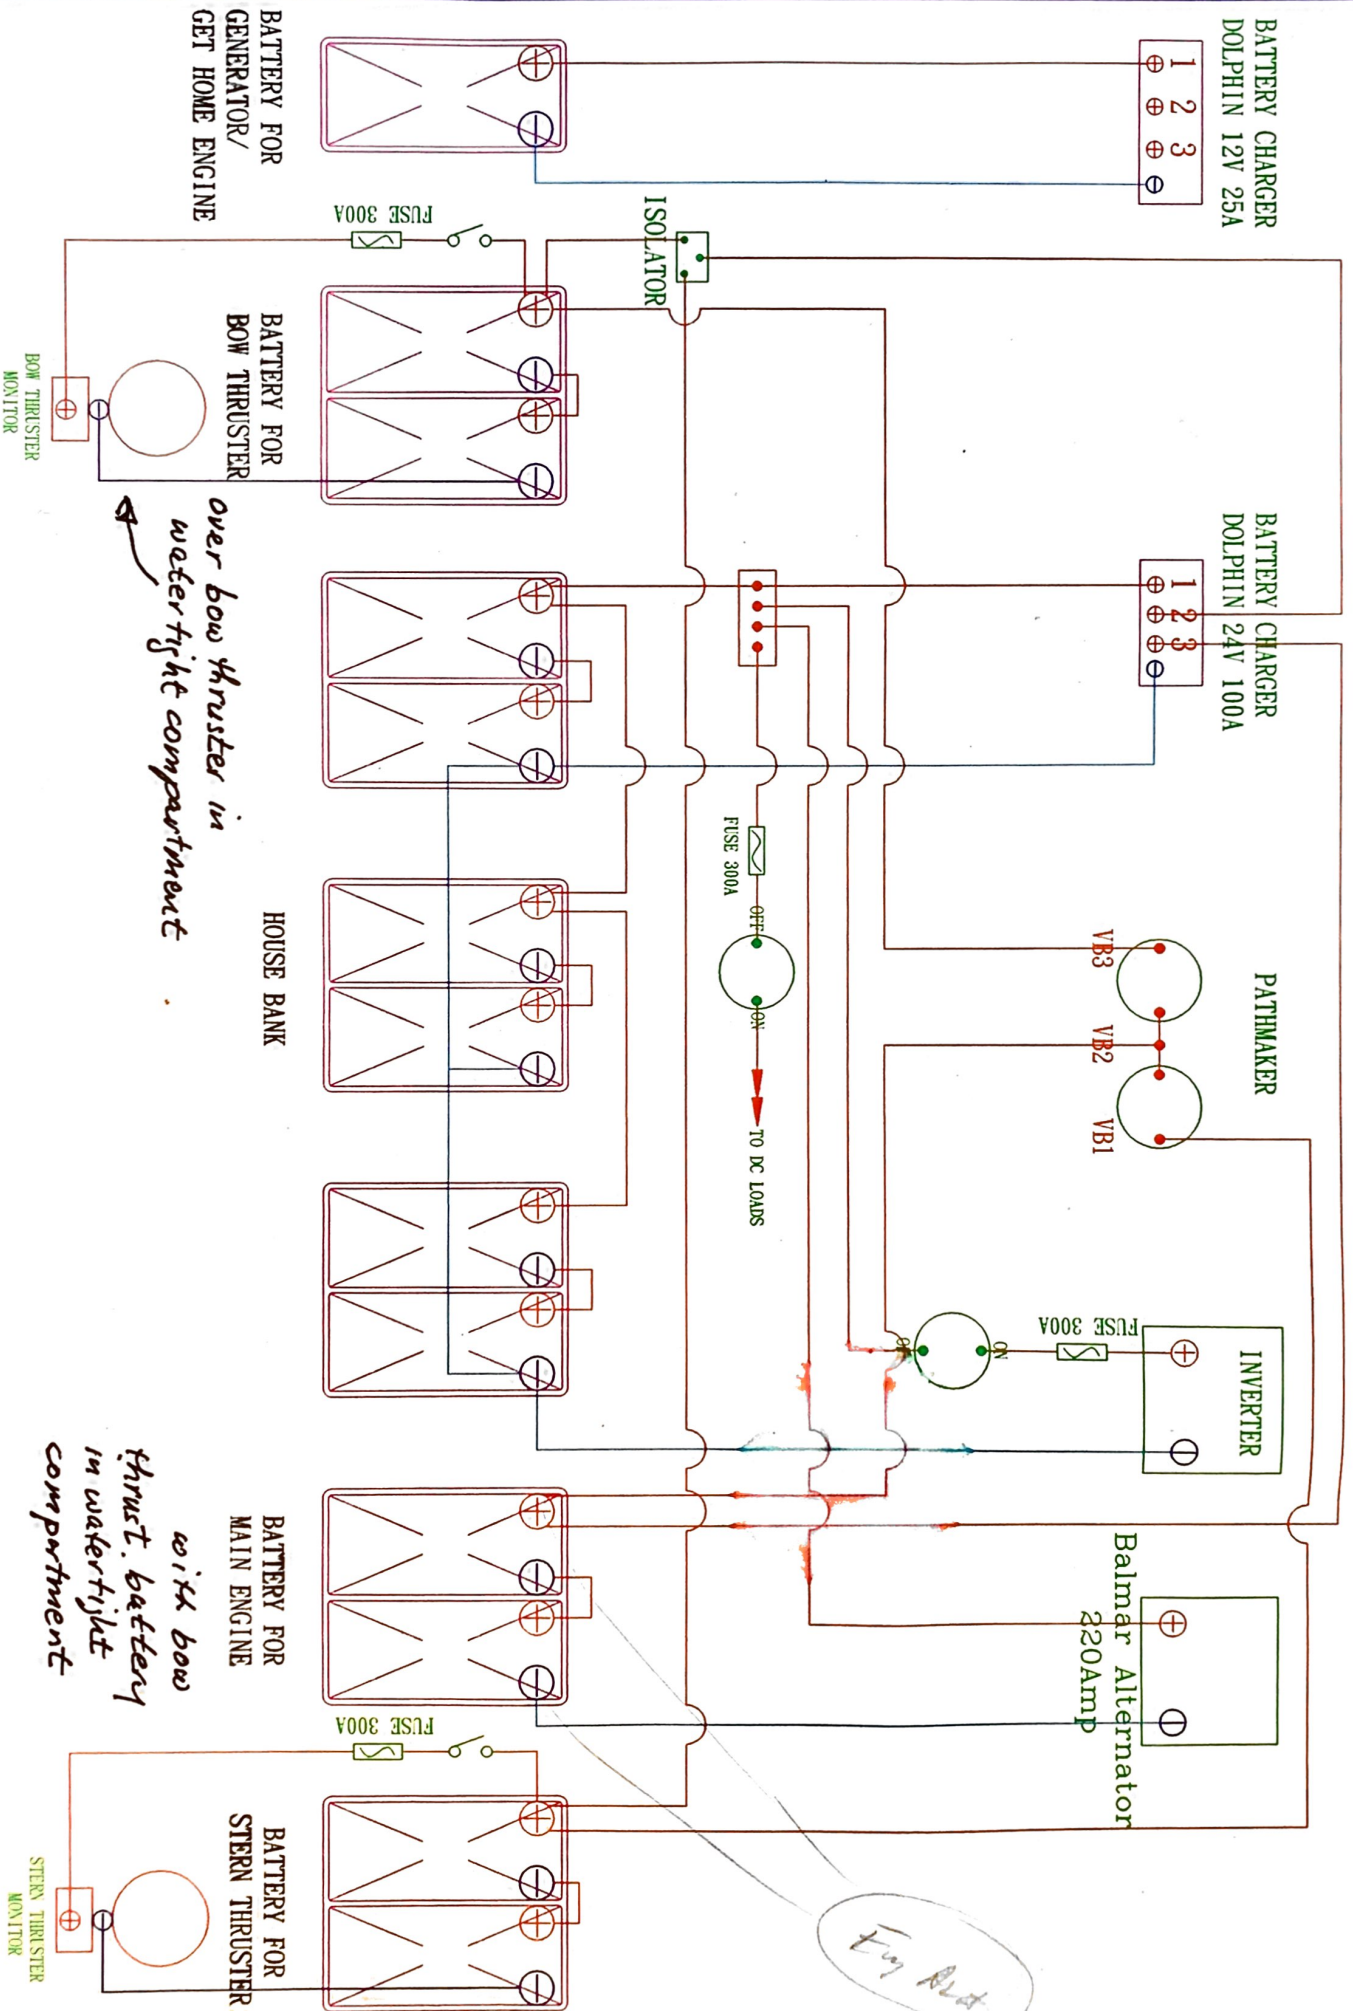 BATTERY CHARGER
DOLPHIN 12V 25A
1 2 3
BATTERY CHARGER
DOLPHIN 24V 100A
1 2 3
PATHMAKER
VB3
VB2
VB1
INVERTER
FUSE 300A
ON
Balmar Alternator
220Amp
ISOLATOR
FUSE 300A
OFF
ON
TO DC LOADS
BATTERY FOR
GENERATOR/
GET HOME ENGINE
FUSE 300A
BATTERY FOR
BOW THRUSTER
BOW THRUSTER
MONITOR
over bow thruster in
watertight compartment
HOUSE BANK
BATTERY FOR
MAIN ENGINE
with bow
thrust. battery
in watertight
compartment
FUSE 300A
BATTERY FOR
STERN THRUSTER
STERN THRUSTER
MONITOR